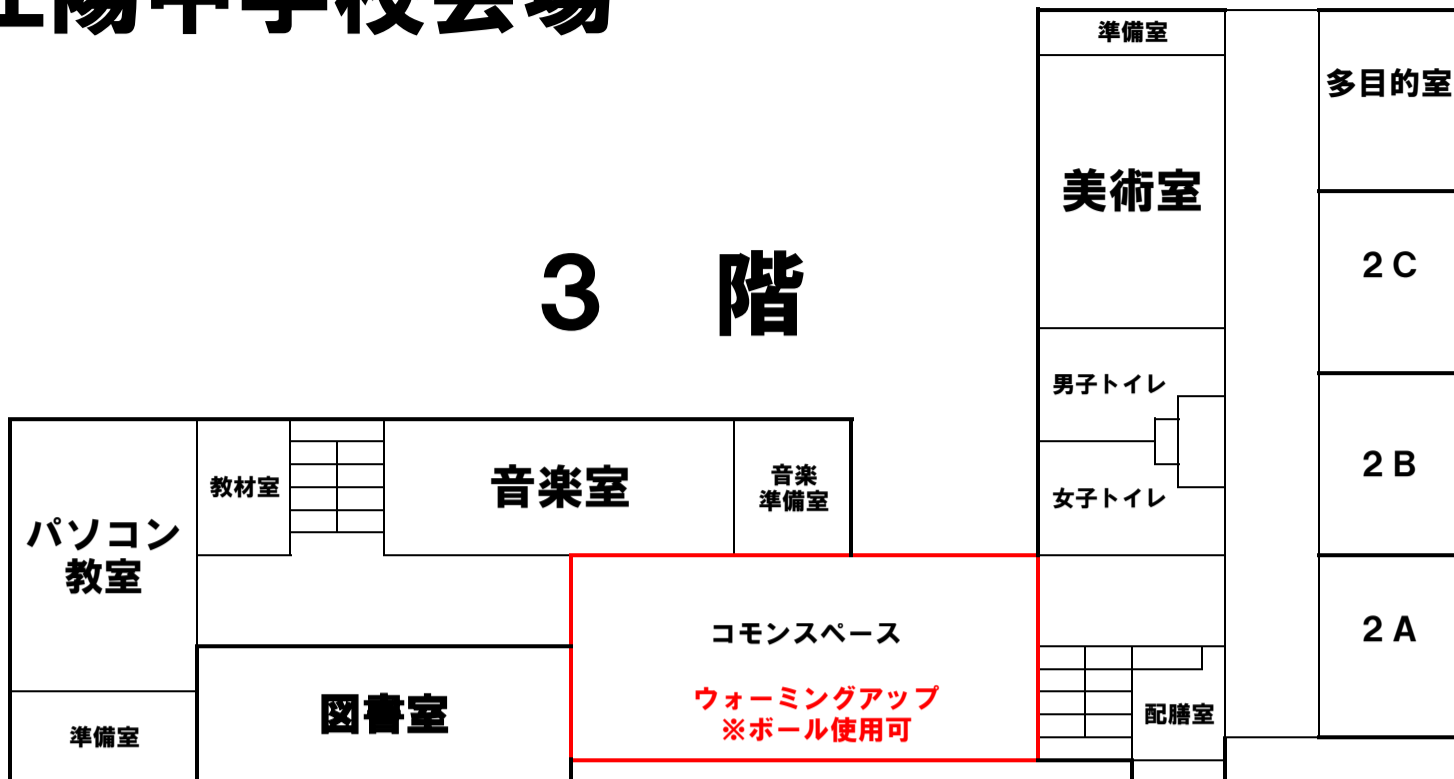 陽中学校会場
３　階
準備室
美術室
男子トイレ
女子トイレ
多目的室
２Ｃ
２Ｂ
２Ａ
パソコン
教室
準備室
教材室
音楽室
音楽
準備室
図書室
コモンスペース
ウォーミングアップ
※ボール使用可
配膳室